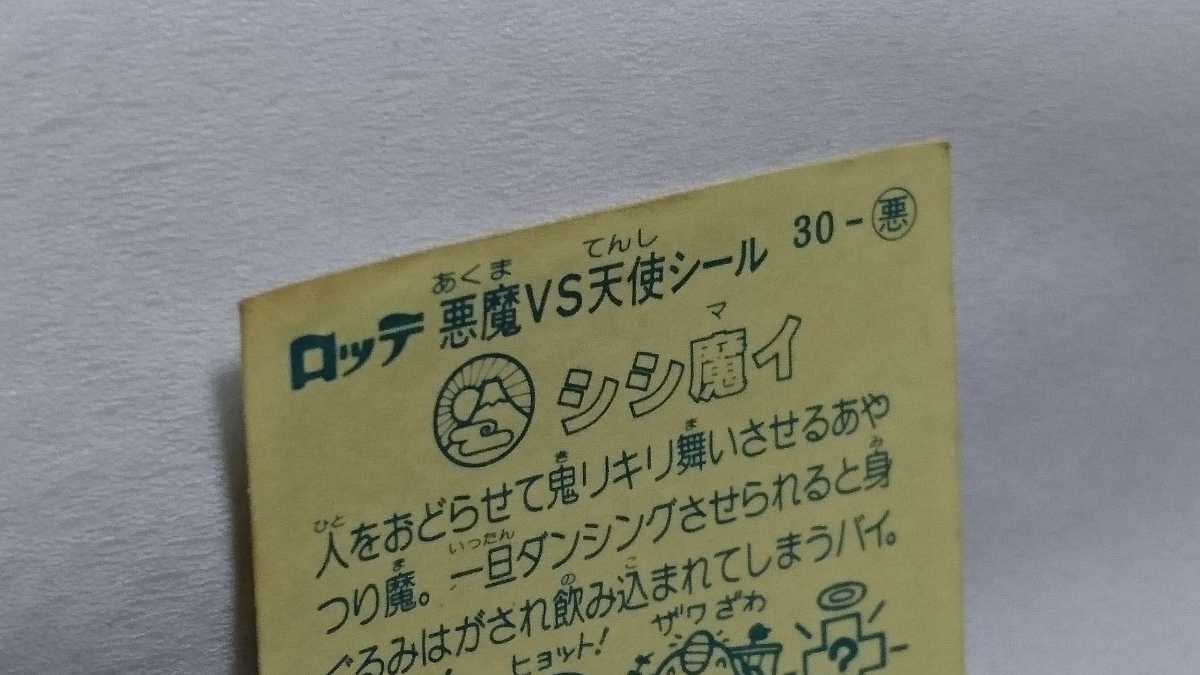 ロッテ 悪魔VS天使シール 30-悪
あくま てんし
シシ魔イ
マ
人をおどらせて鬼リキリ舞いさせるあや
ひと き ま
つり魔。一旦ダンシングさせられると身
ま いったん み
ぐるみはがされ飲み込まれてしまうバイ。
の こ
ヒョット! ザワざわ
?